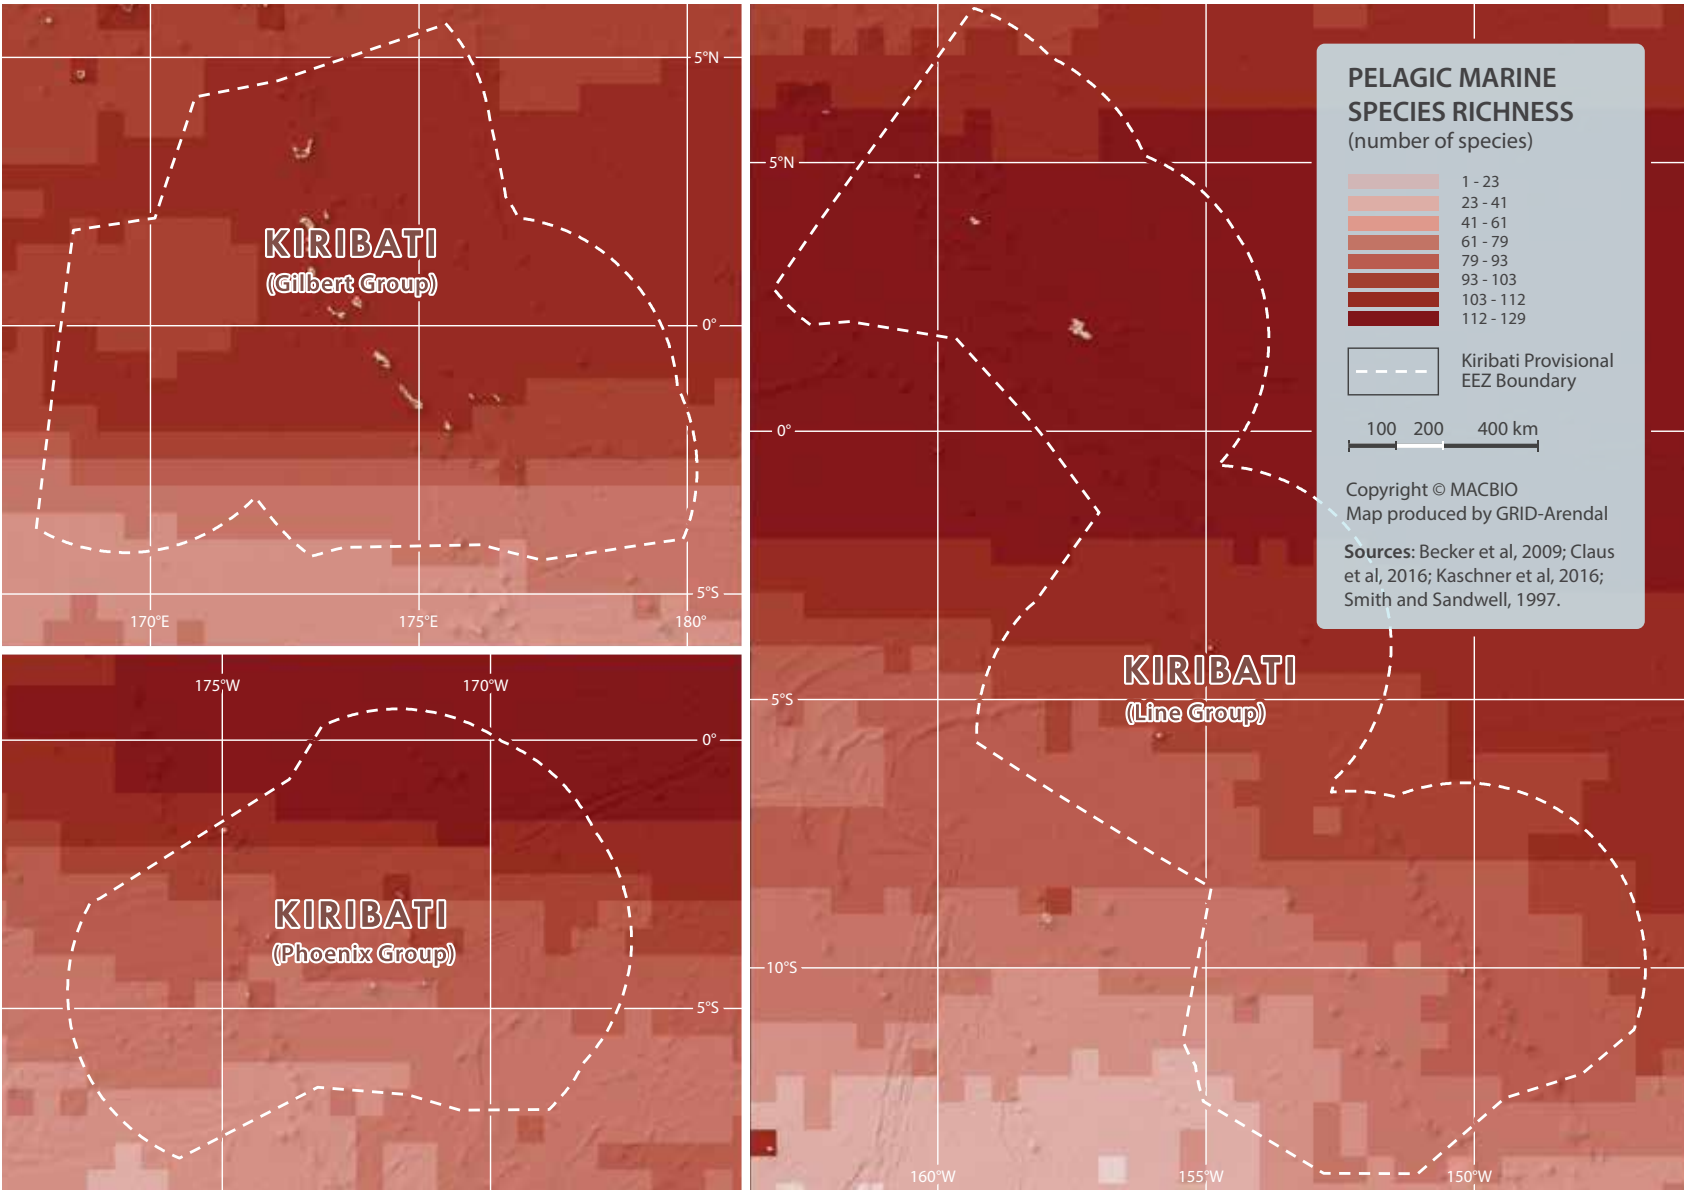 5°N
KIRIBATI
(Gilbert Group)
0°
5°S
170°E
175°E
180°
175°W
170°W
0°
KIRIBATI
(Phoenix Group)
5°S
5°N
0°
KIRIBATI
(Line Group)
5°S
10°S
160°W
155°W
150°W
PELAGIC MARINE
SPECIES RICHNESS
(number of species)
1 - 23
23 - 41
41 - 61
61 - 79
79 - 93
93 - 103
103 - 112
112 - 129
Kiribati Provisional
EEZ Boundary
100 200 400 km
Copyright © MACBIO
Map produced by GRID-Arendal
Sources: Becker et al, 2009; Claus
et al, 2016; Kaschner et al, 2016;
Smith and Sandwell, 1997.